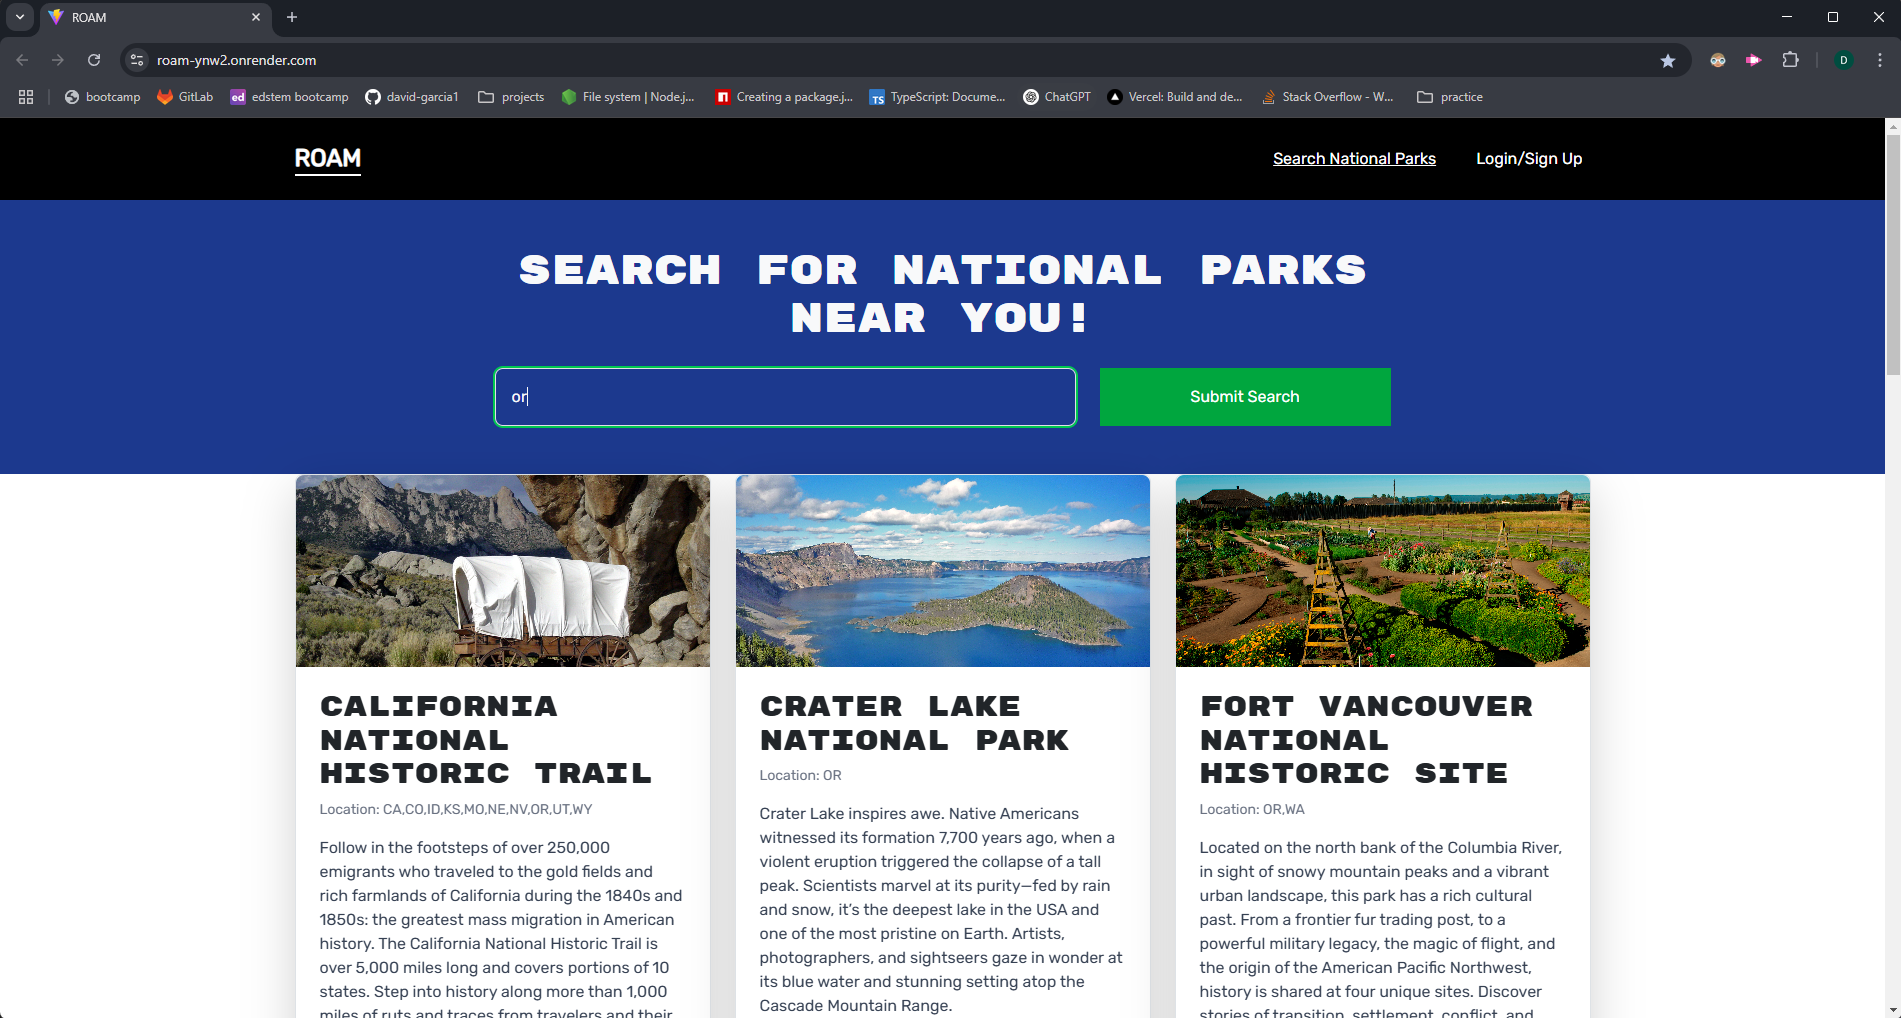 ROAM
roam-ynw2.onrender.com
D
bootcamp
GitLab
ed edstem bootcamp
david-garcia1
projects
File system | Node.j...
n Creating a package.j...
TS TypeScript: Docume...
ChatGPT
Vercel: Build and de...
Stack Overflow - W...
practice
ROAM
Search National Parks
Login/Sign Up
SEARCH FOR NATIONAL PARKS
NEAR YOU!
or
Submit Search
CALIFORNIA
NATIONAL
HISTORIC TRAIL
Location: CA,CO,ID,KS,MO,NE,NV,OR,UT,WY
Follow in the footsteps of over 250,000
emigrants who traveled to the gold fields and
rich farmlands of California during the 1840s and
1850s: the greatest mass migration in American
history. The California National Historic Trail is
over 5,000 miles long and covers portions of 10
states. Step into history along more than 1,000
miles of ruts and traces from travelers and their
CRATER LAKE
NATIONAL PARK
Location: OR
Crater Lake inspires awe. Native Americans
witnessed its formation 7,700 years ago, when a
violent eruption triggered the collapse of a tall
peak. Scientists marvel at its purity—fed by rain
and snow, it’s the deepest lake in the USA and
one of the most pristine on Earth. Artists,
photographers, and sightseers gaze in wonder at
its blue water and stunning setting atop the
Cascade Mountain Range.
FORT VANCOUVER
NATIONAL
HISTORIC SITE
Location: OR,WA
Located on the north bank of the Columbia River,
in sight of snowy mountain peaks and a vibrant
urban landscape, this park has a rich cultural
past. From a frontier fur trading post, to a
powerful military legacy, the magic of flight, and
the origin of the American Pacific Northwest,
history is shared at four unique sites. Discover
stories of transition, settlement, conflict, and